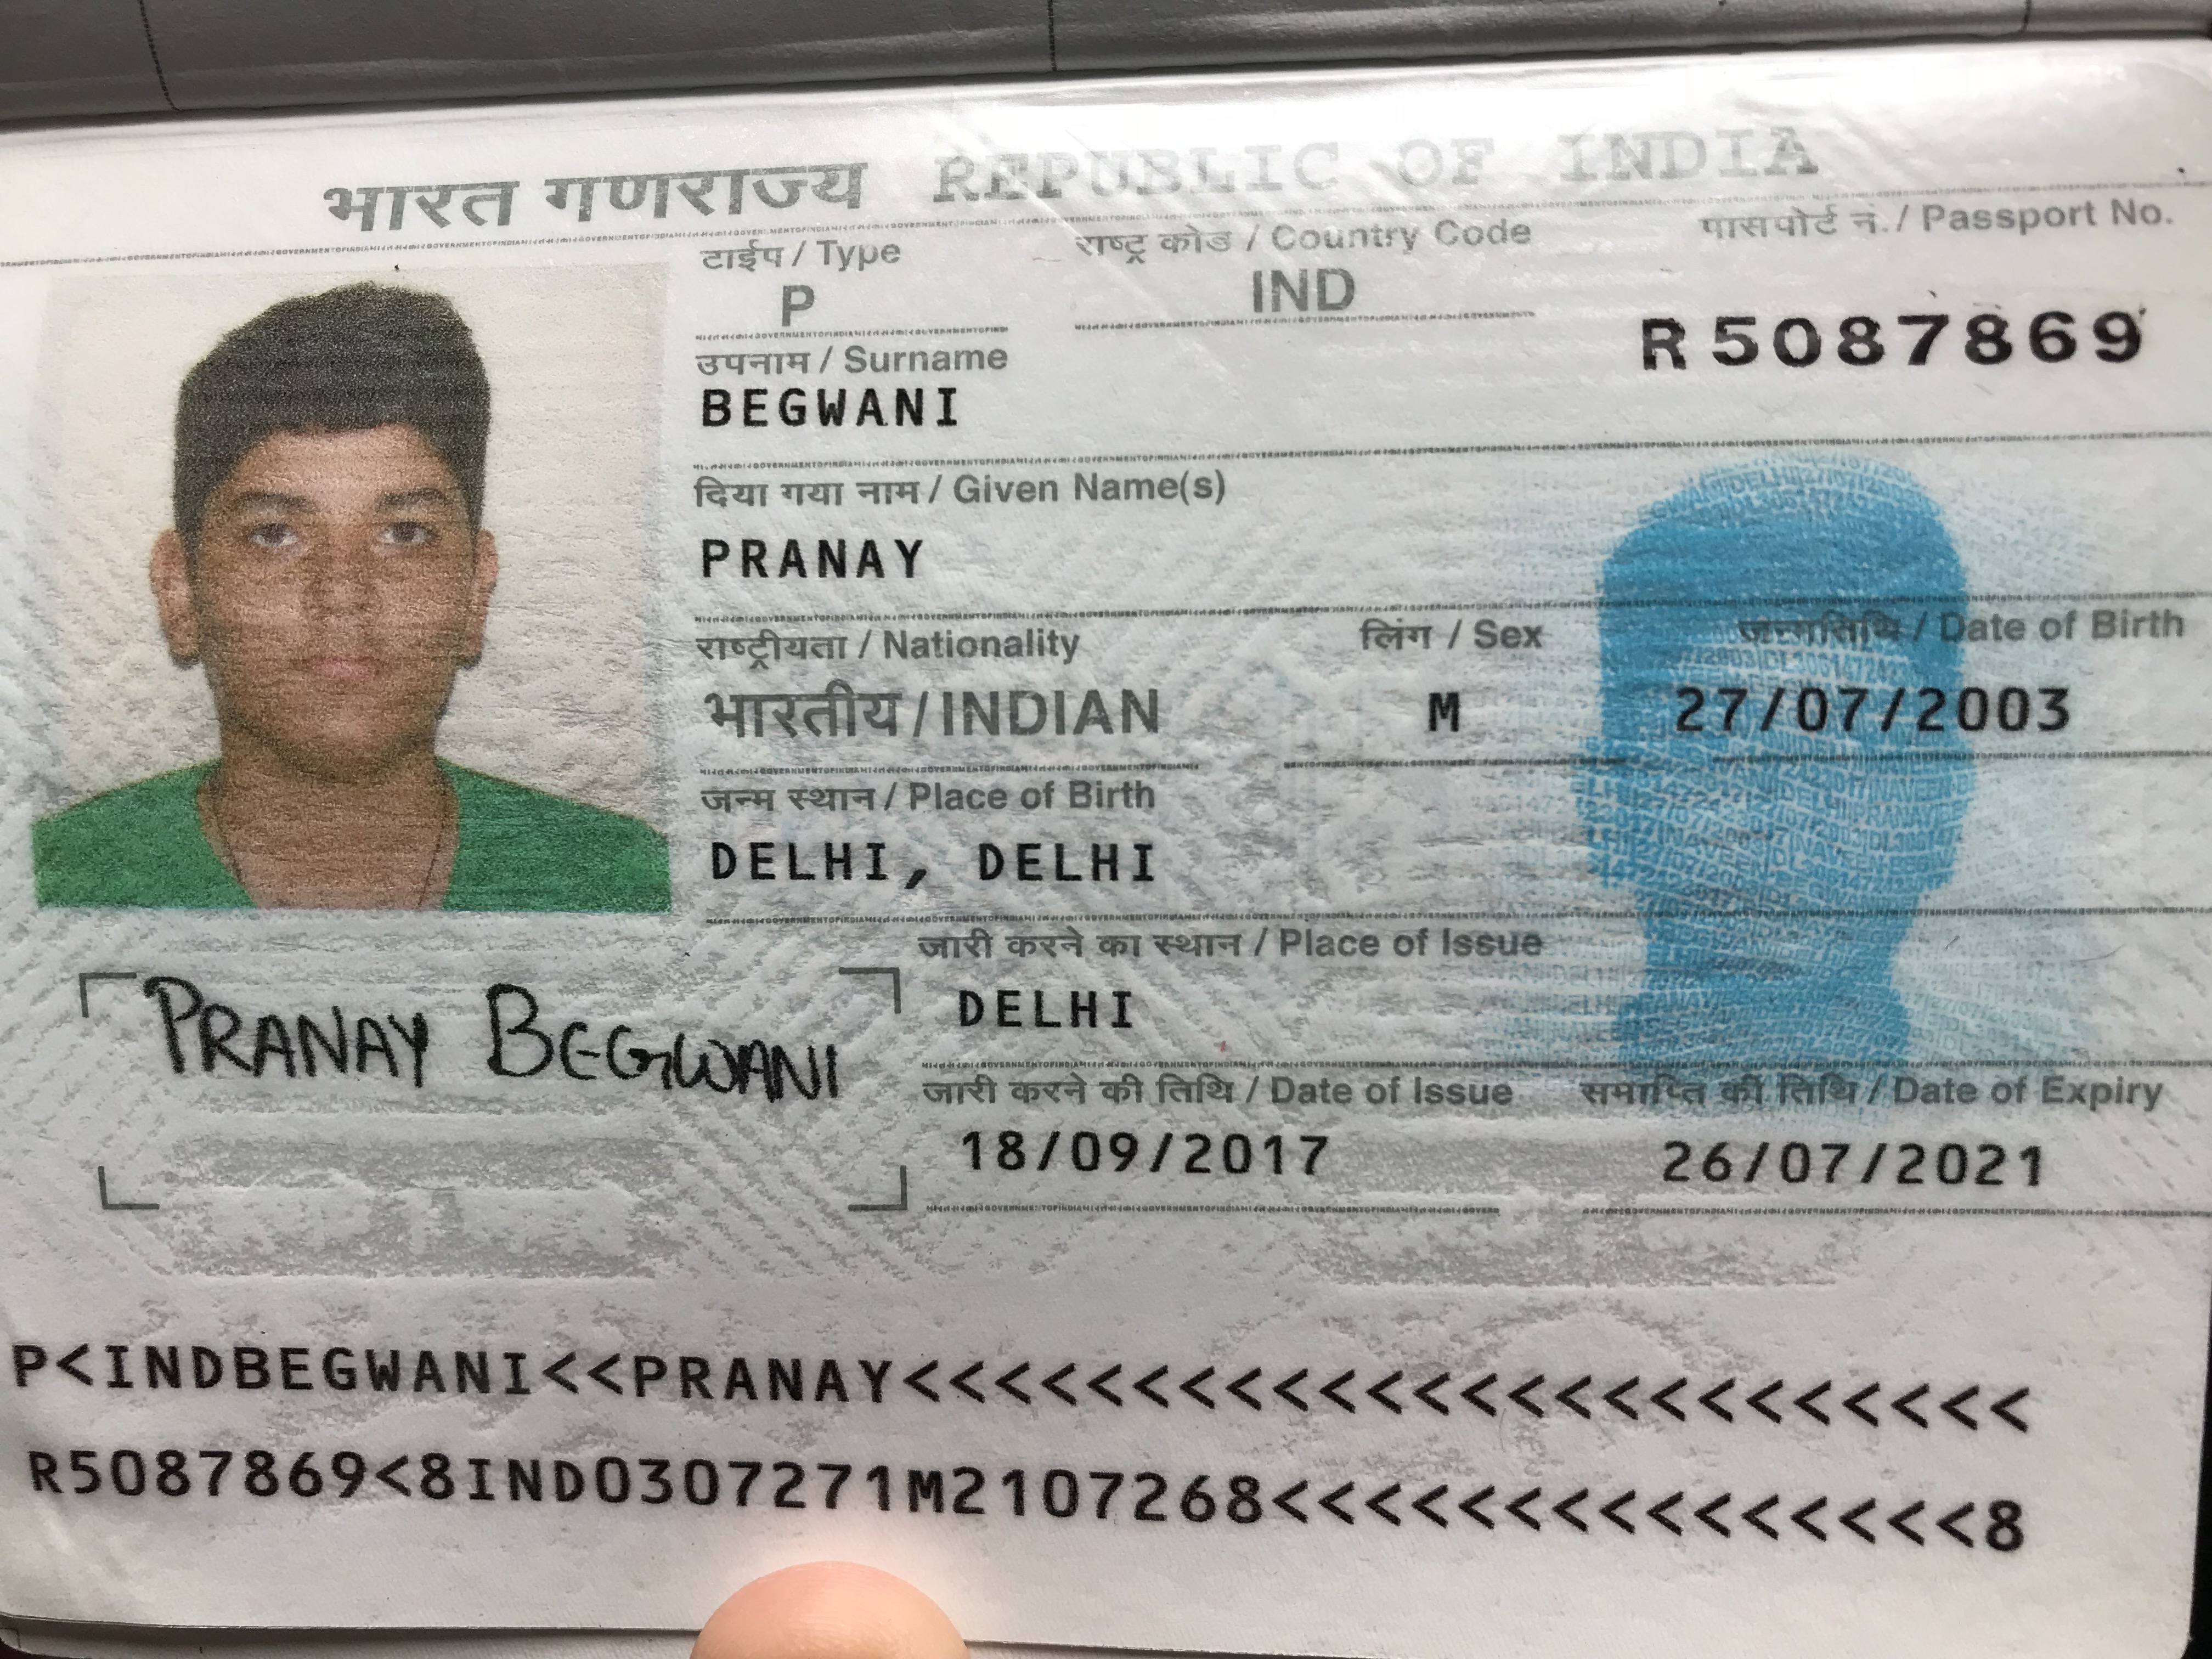 भारत गणराज्य REPUBLIC OF INDIA
टाईप / Type
राष्ट्र कोड / Country Code
पासपोर्ट नं. / Passport No.
P
IND
R5087869
उपनाम / Surname
BEGWANI
दिया गया नाम / Given Name(s)
PRANAY
राष्ट्रीयता / Nationality
लिंग / Sex
जन्मतिथि / Date of Birth
भारतीय / INDIAN
M
27/07/2003
जन्म स्थान / Place of Birth
DELHI, DELHI
जारी करने का स्थान / Place of Issue
DELHI
PRANAY BEGWANI
जारी करने की तिथि / Date of Issue
समाप्ति की तिथि / Date of Expiry
18/09/2017
26/07/2021
P<INDBEGWANI<<PRANAY<<<<<<<<<<<<<<<<<<<<<<<<
R5087869<8IND0307271M2107268<<<<<<<<<<<<<<<8